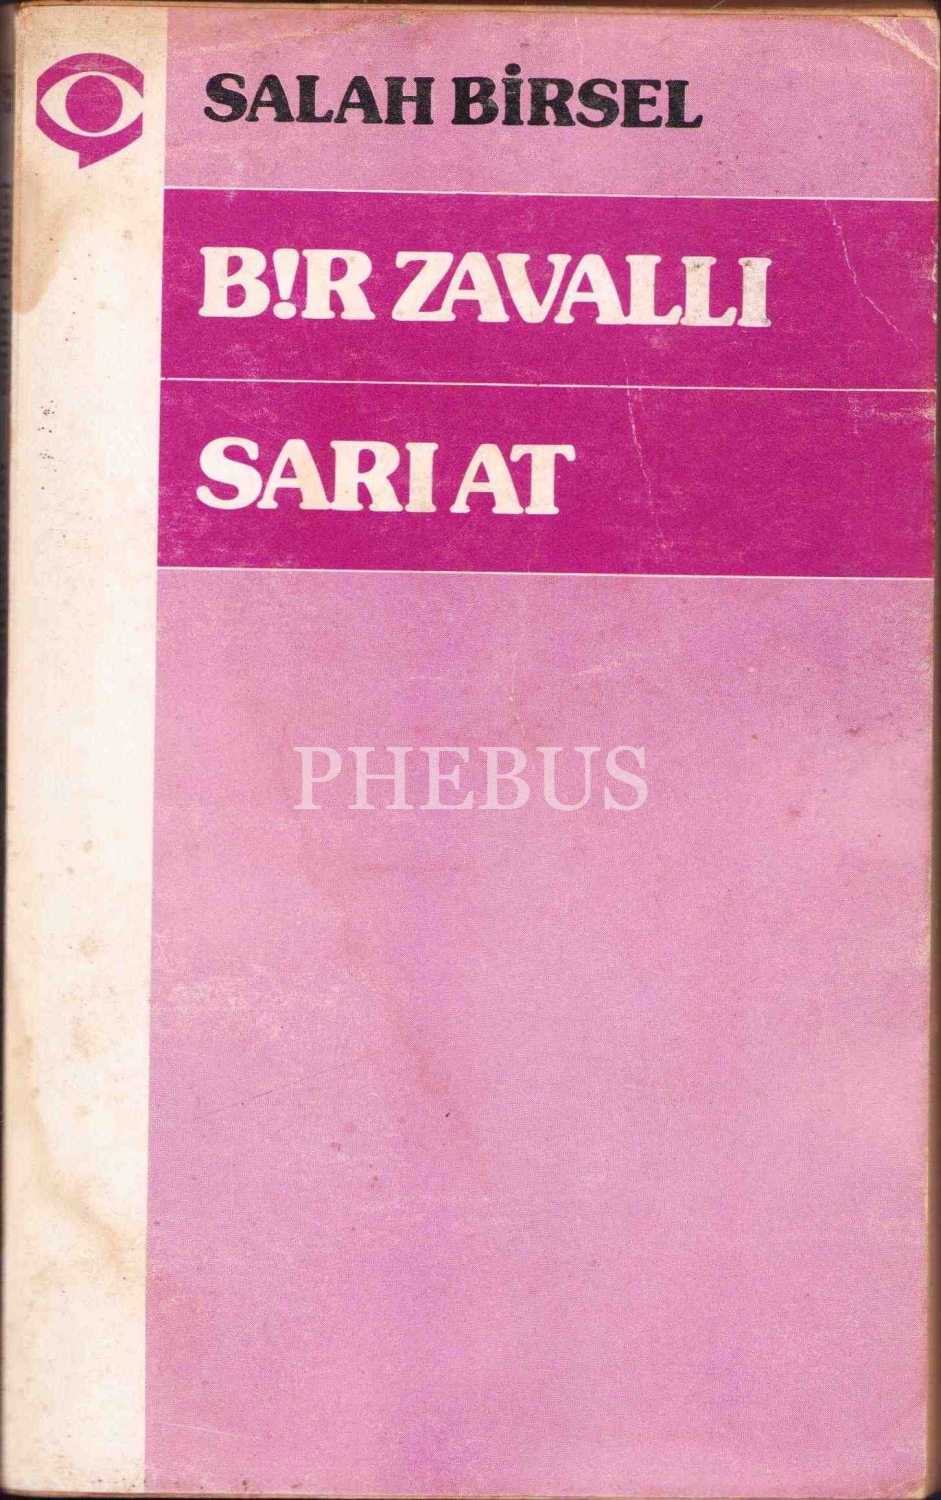 SALAH BİRSEL
B!R ZAVALLI
SARI AT
PHEBUS